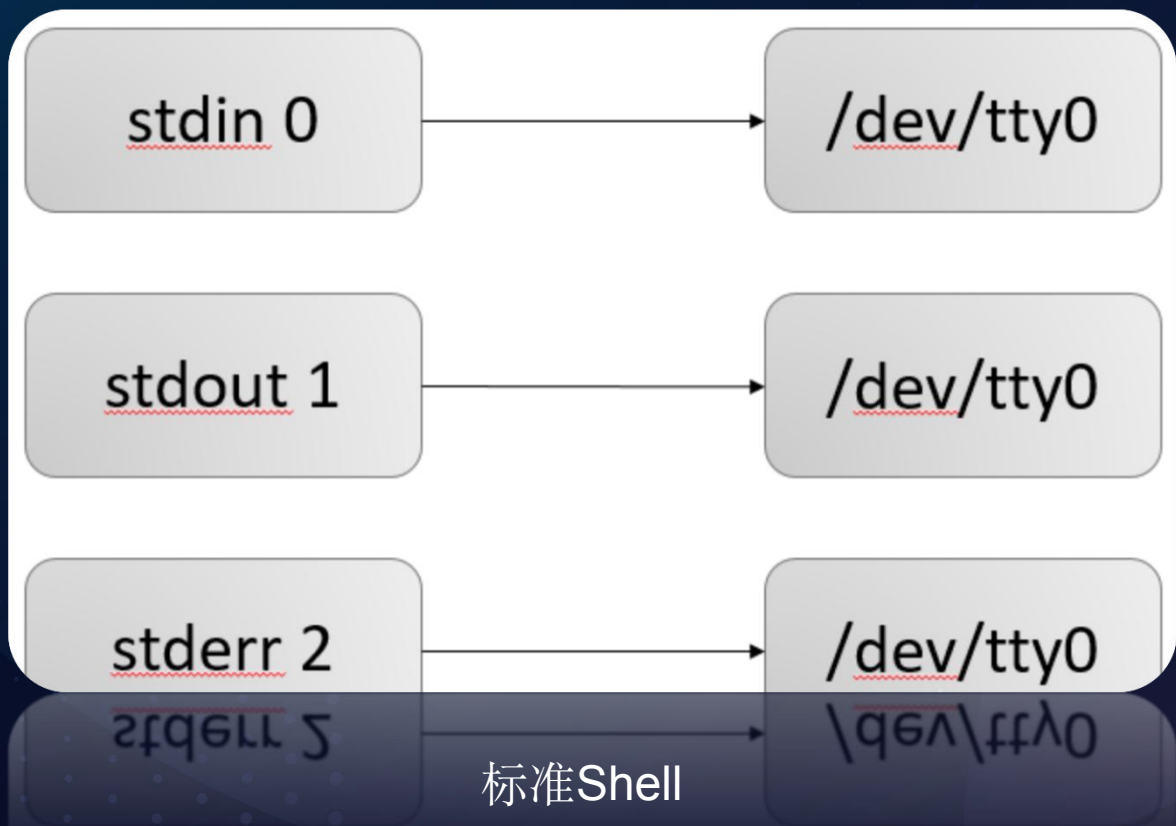 stdin 0
/dev/tty0
stdout 1
/dev/tty0
stderr 2
/dev/tty0
标准Shell